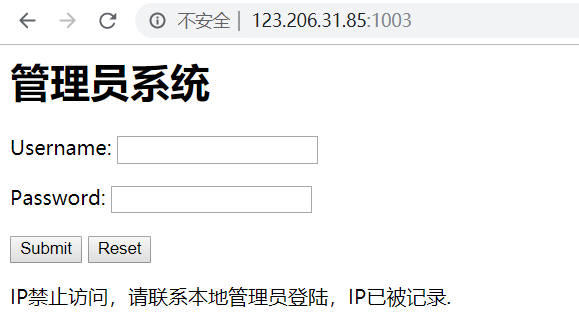 不安全 | 123.206.31.85:1003
管理员系统
Username:
Password:
Submit Reset
IP禁止访问，请联系本地管理员登陆，IP已被记录.